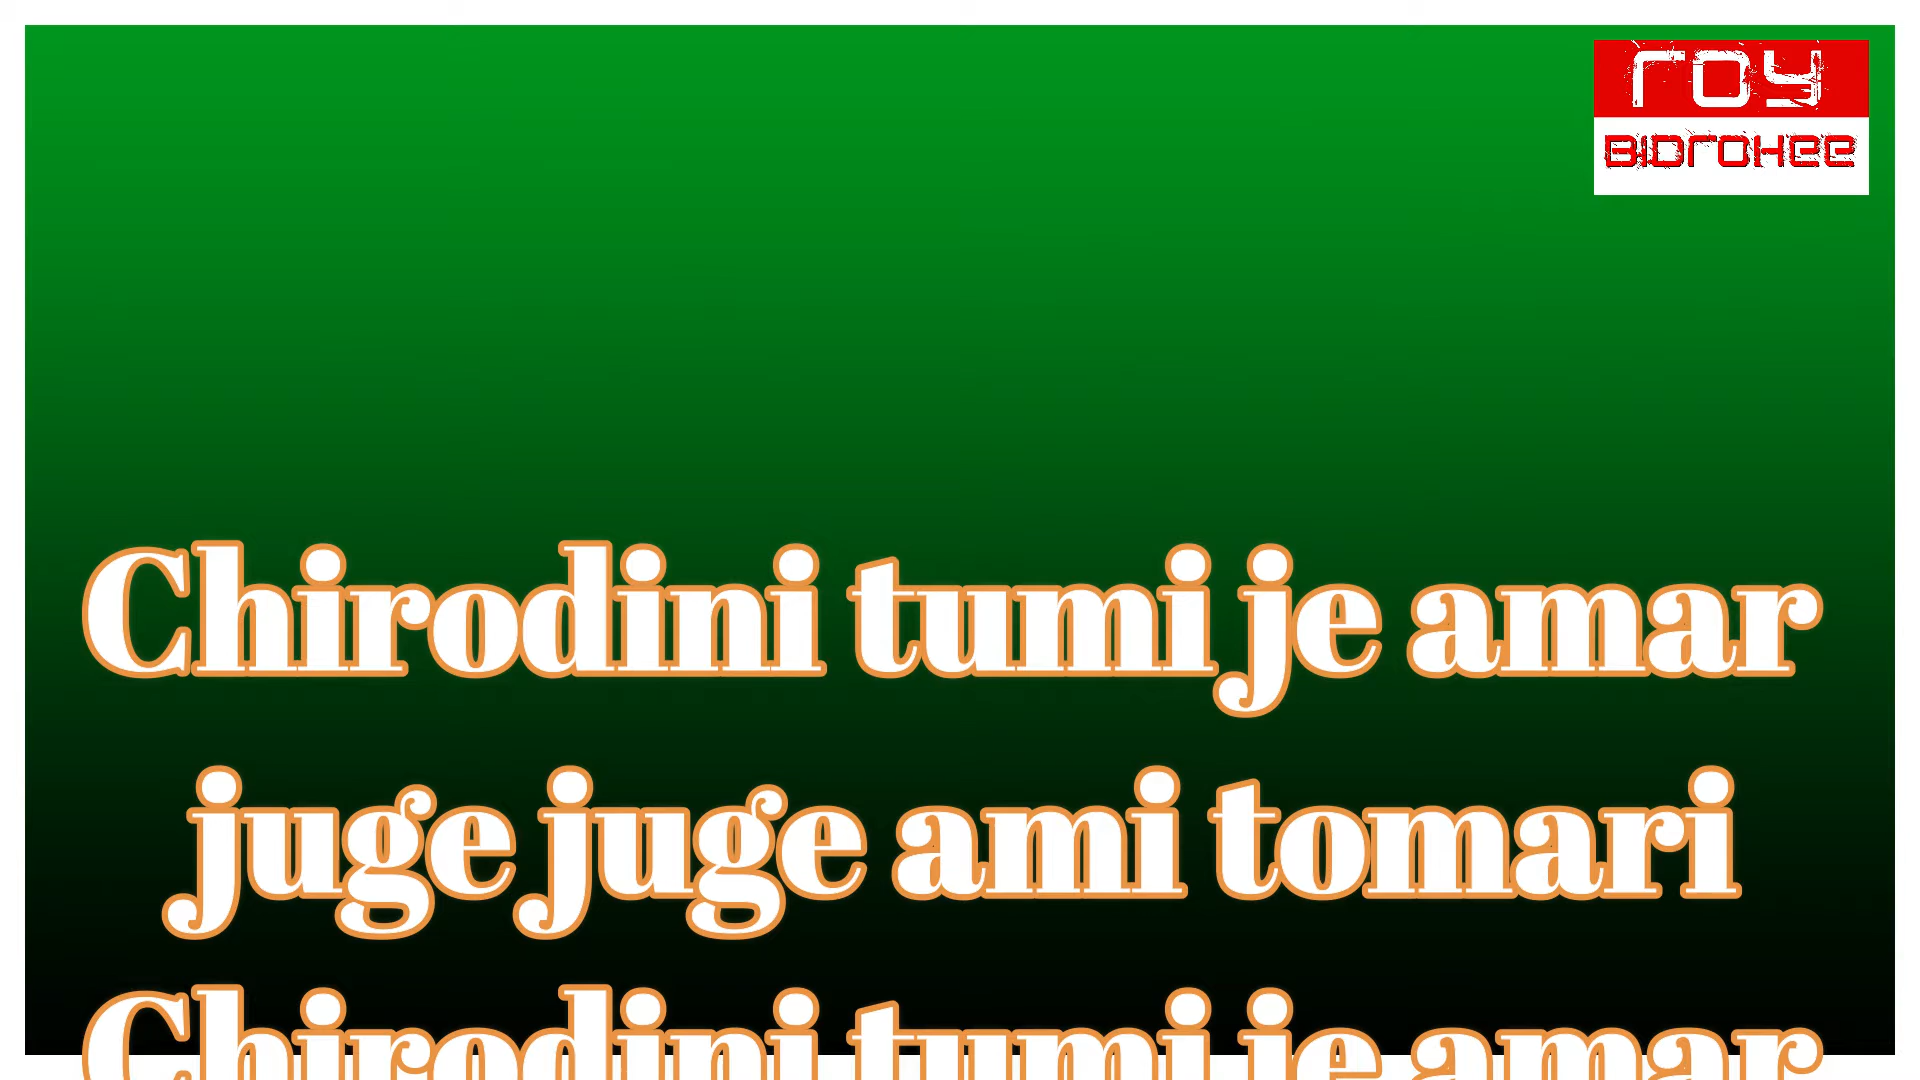 roy
BIDroHee
Chirodini tumi je amar
juge juge ami tomari
Chirodini tumi je amar